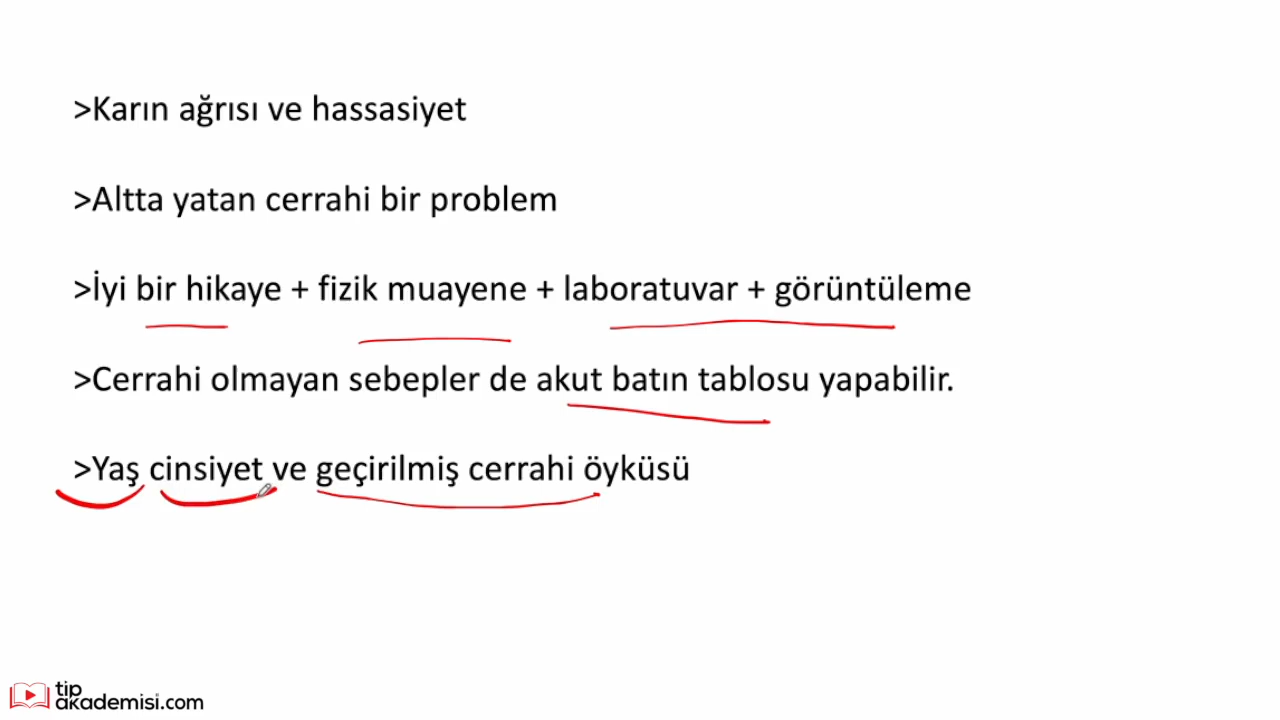 >Karın ağrısı ve hassasiyet
>Altta yatan cerrahi bir problem
>İyi bir hikaye + fizik muayene + laboratuvar + görüntüleme
>Cerrahi olmayan sebepler de akut batın tablosu yapabilir.
>Yaş cinsiyet ve geçirilmiş cerrahi öyküsü
tıp
akademisi.com